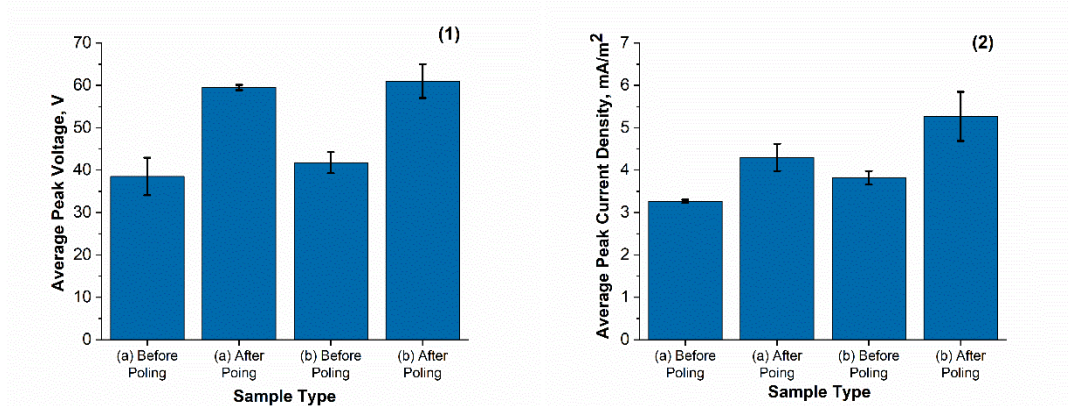 (1)
Average Peak Voltage, V
70
60
50
40
30
20
10
0
(a) Before
Poling
(a) After
Poing
(b) Before
Poling
(b) After
Poling
Sample Type
(2)
Average Peak Current Density, mA/m²
7
6
5
4
3
2
1
0
(a) Before
Poling
(a) After
Poing
(b) Before
Poling
(b) After
Poling
Sample Type